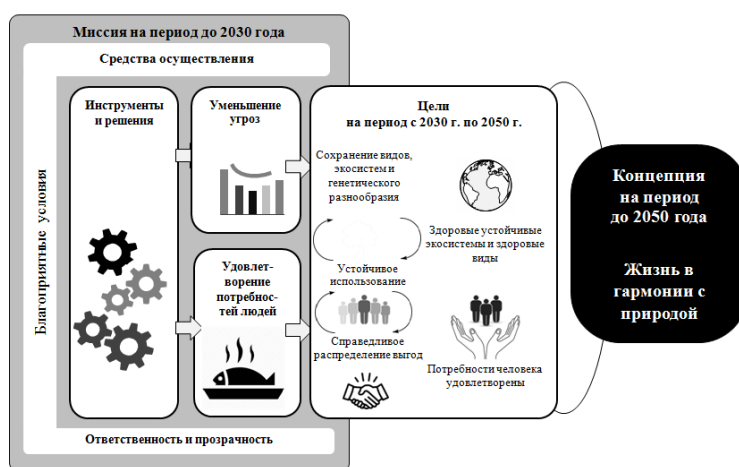 Миссия на период до 2030 года
Средства осуществления
Благоприятные условия
Инструменты
и решения
Уменьшение
угроз
Удовлет-
ворение
потребнос-
тей людей
Цели
на период с 2030 г. по 2050 г.
Сохранение видов,
экосистем и
генетического
разнообразия
Здоровые устойчивые
экосистемы и здоровые
виды
Устойчивое
использование
Справедливое
распределение выгод
Потребности человека
удовлетворены
Ответственность и прозрачность
Концепция
на период
до 2050 года
Жизнь в
гармонии с
природой